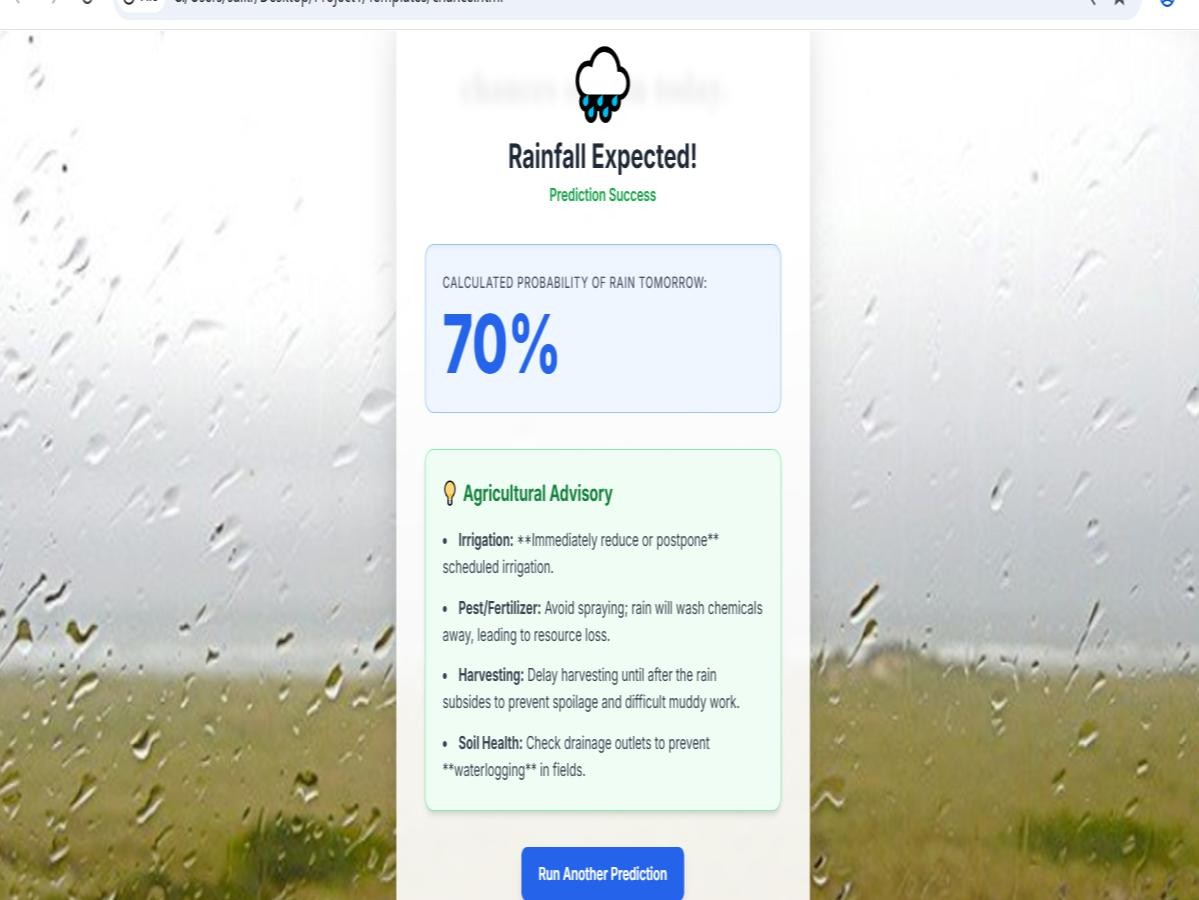 Rainfall Expected!
Prediction Success
CALCULATED PROBABILITY OF RAIN TOMORROW:
70%
Agricultural Advisory
• Irrigation: **Immediately reduce or postpone**
scheduled irrigation.
• Pest/Fertilizer: Avoid spraying; rain will wash chemicals
away, leading to resource loss.
• Harvesting: Delay harvesting until after the rain
subsides to prevent spoilage and difficult muddy work.
• Soil Health: Check drainage outlets to prevent
**waterlogging** in fields.
Run Another Prediction